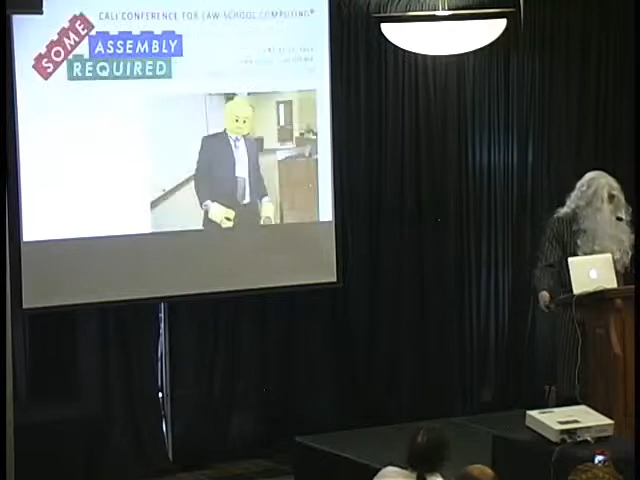 CALI CONFERENCE FOR LAW SCHOOL COMPUTING®
SOME
ASSEMBLY
REQUIRED